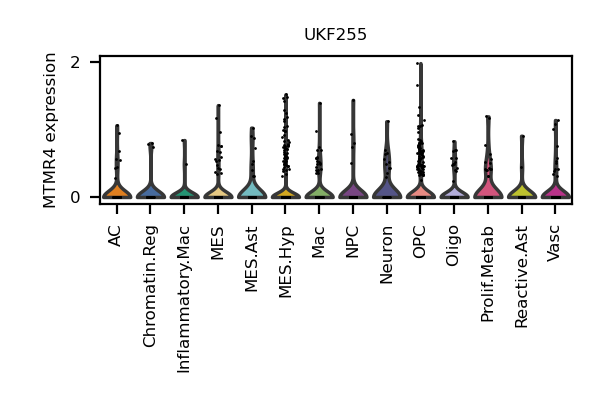 UKF255
MTMR4 expression
2
0
AC
Chromatin.Reg
Inflammatory.Mac
MES
MES.Ast
MES.Hyp
Mac
NPC
Neuron
OPC
Oligo
Prolif.Metab
Reactive.Ast
Vasc